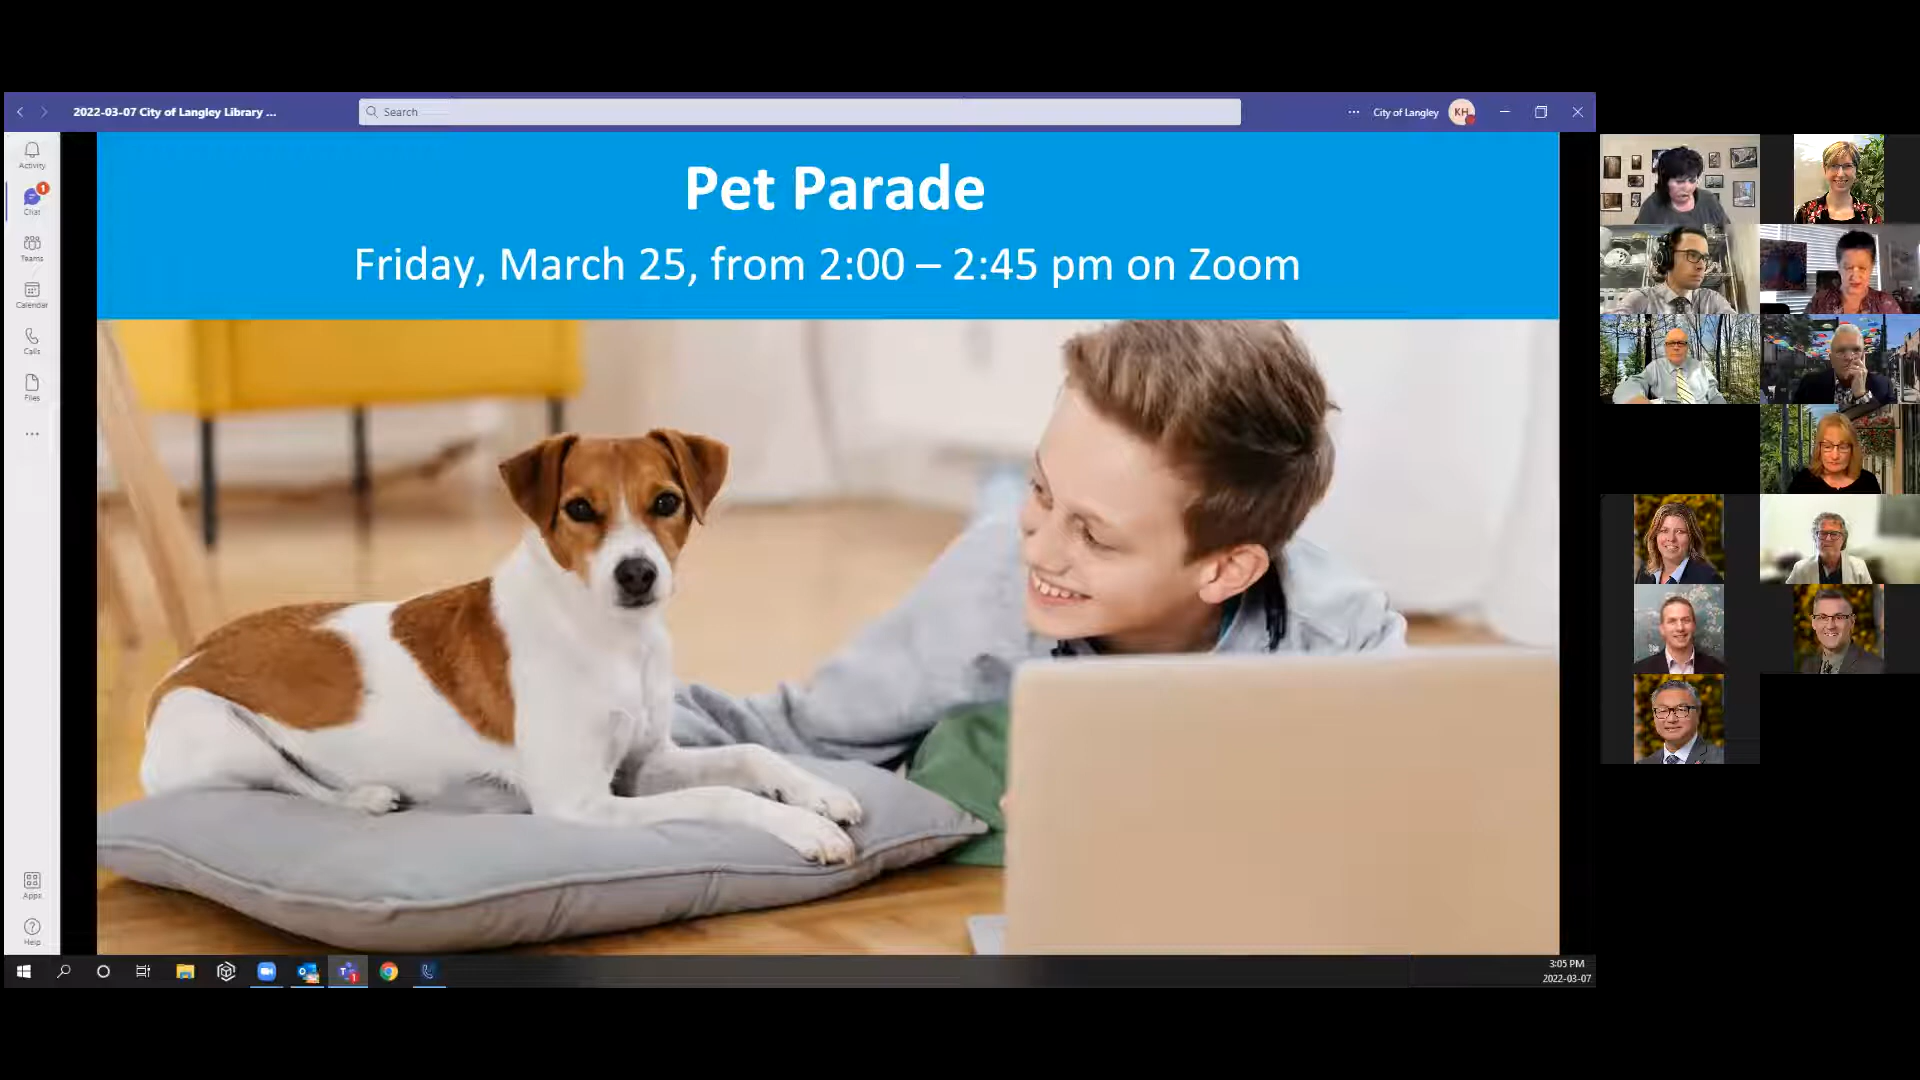 2022-03-07 City of Langley Library ...
Search
City of Langley
KH
Activity
1
Chat
Teams
Calendar
Calls
Files
Apps
Help
Pet Parade
Friday, March 25, from 2:00 – 2:45 pm on Zoom
3:05 PM
2022-03-07